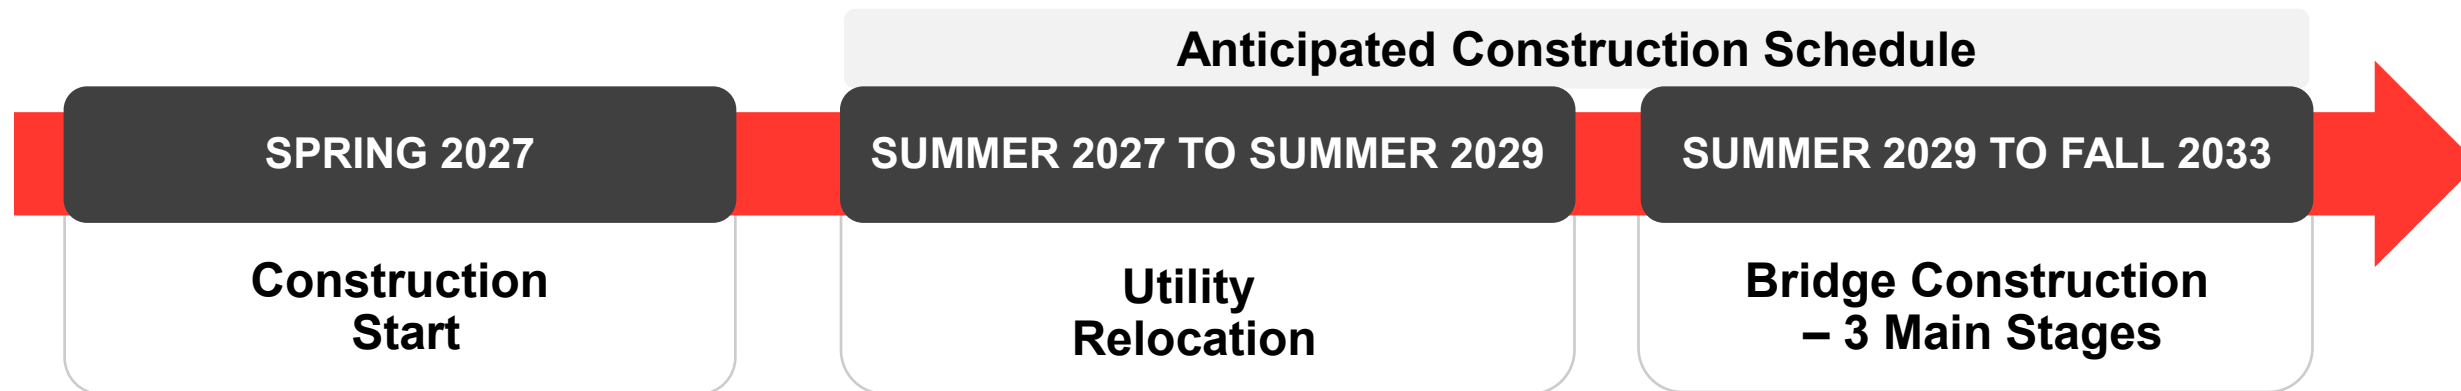 Anticipated Construction Schedule
SPRING 2027
SUMMER 2027 TO SUMMER 2029
SUMMER 2029 TO FALL 2033
Construction
Start
Utility
Relocation
Bridge Construction
– 3 Main Stages